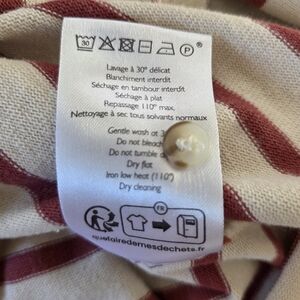 30 P ®
Lavage à 30° délicat
Blanchiment interdit
Séchage en tambour interdit
Séchage à plat
Repassage 110° max.
Nettoyage à sec tous solvants normaux
Gentle wash at
Do not bleach
Do not tumble
Dry flat
Iron low heat (110°)
Dry cleaning
FR
quefairedemesdechets.fr